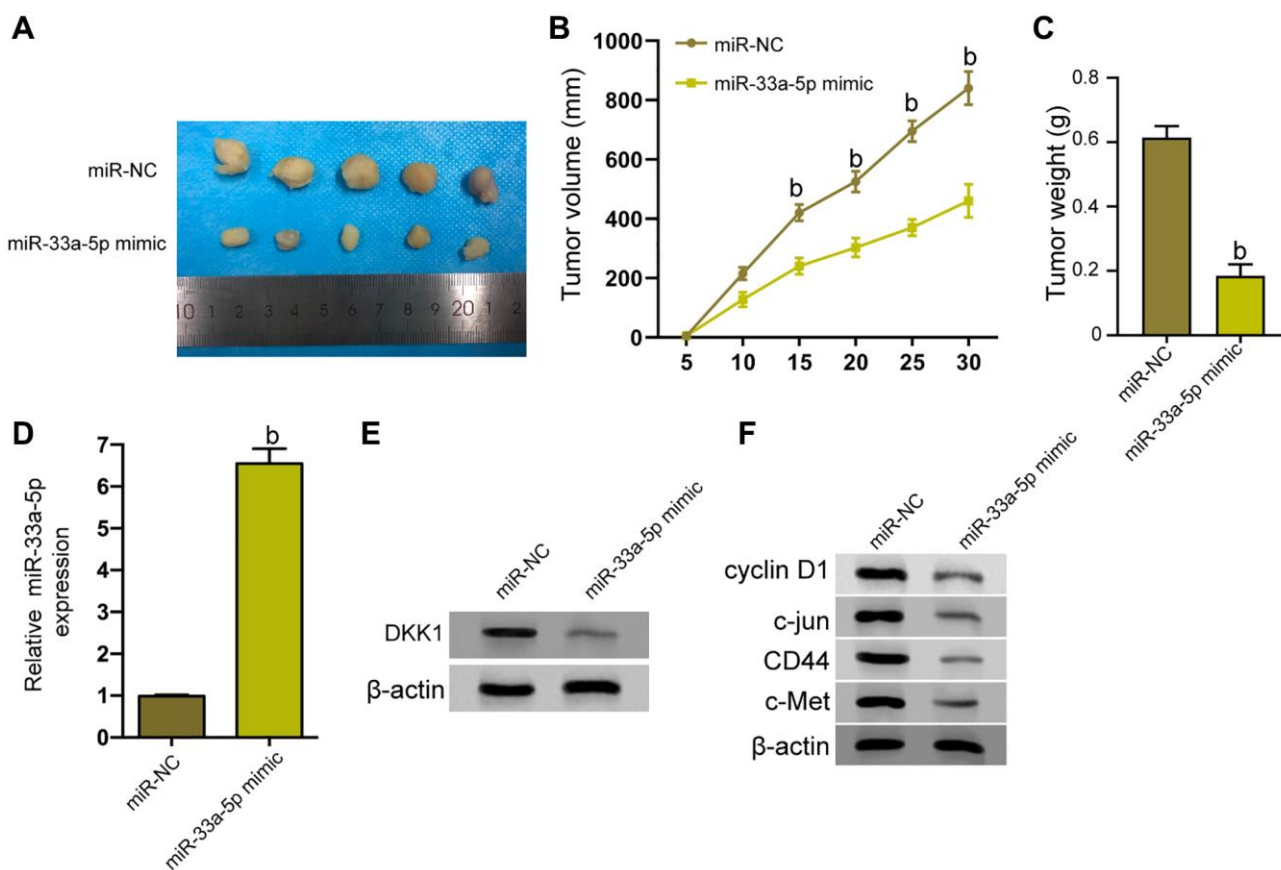 A
miR-NC
miR-33a-5p mimic
10 1 2 3 4 5 6 7 8 9 20 1 2
B
miR-NC
miR-33a-5p mimic
Tumor volume (mm)
1000
800
600
400
200
0
b b b b
5 10 15 20 25 30
C
Tumor weight (g)
0.8
0.6
0.4
0.2
0
b
miR-NC
miR-33a-5p mimic
D
Relative miR-33a-5p
expression
7
6
5
4
3
2
1
0
b
miR-NC
miR-33a-5p mimic
E
miR-NC
miR-33a-5p mimic
DKK1
β-actin
F
miR-NC
miR-33a-5p mimic
cyclin D1
c-jun
CD44
c-Met
β-actin